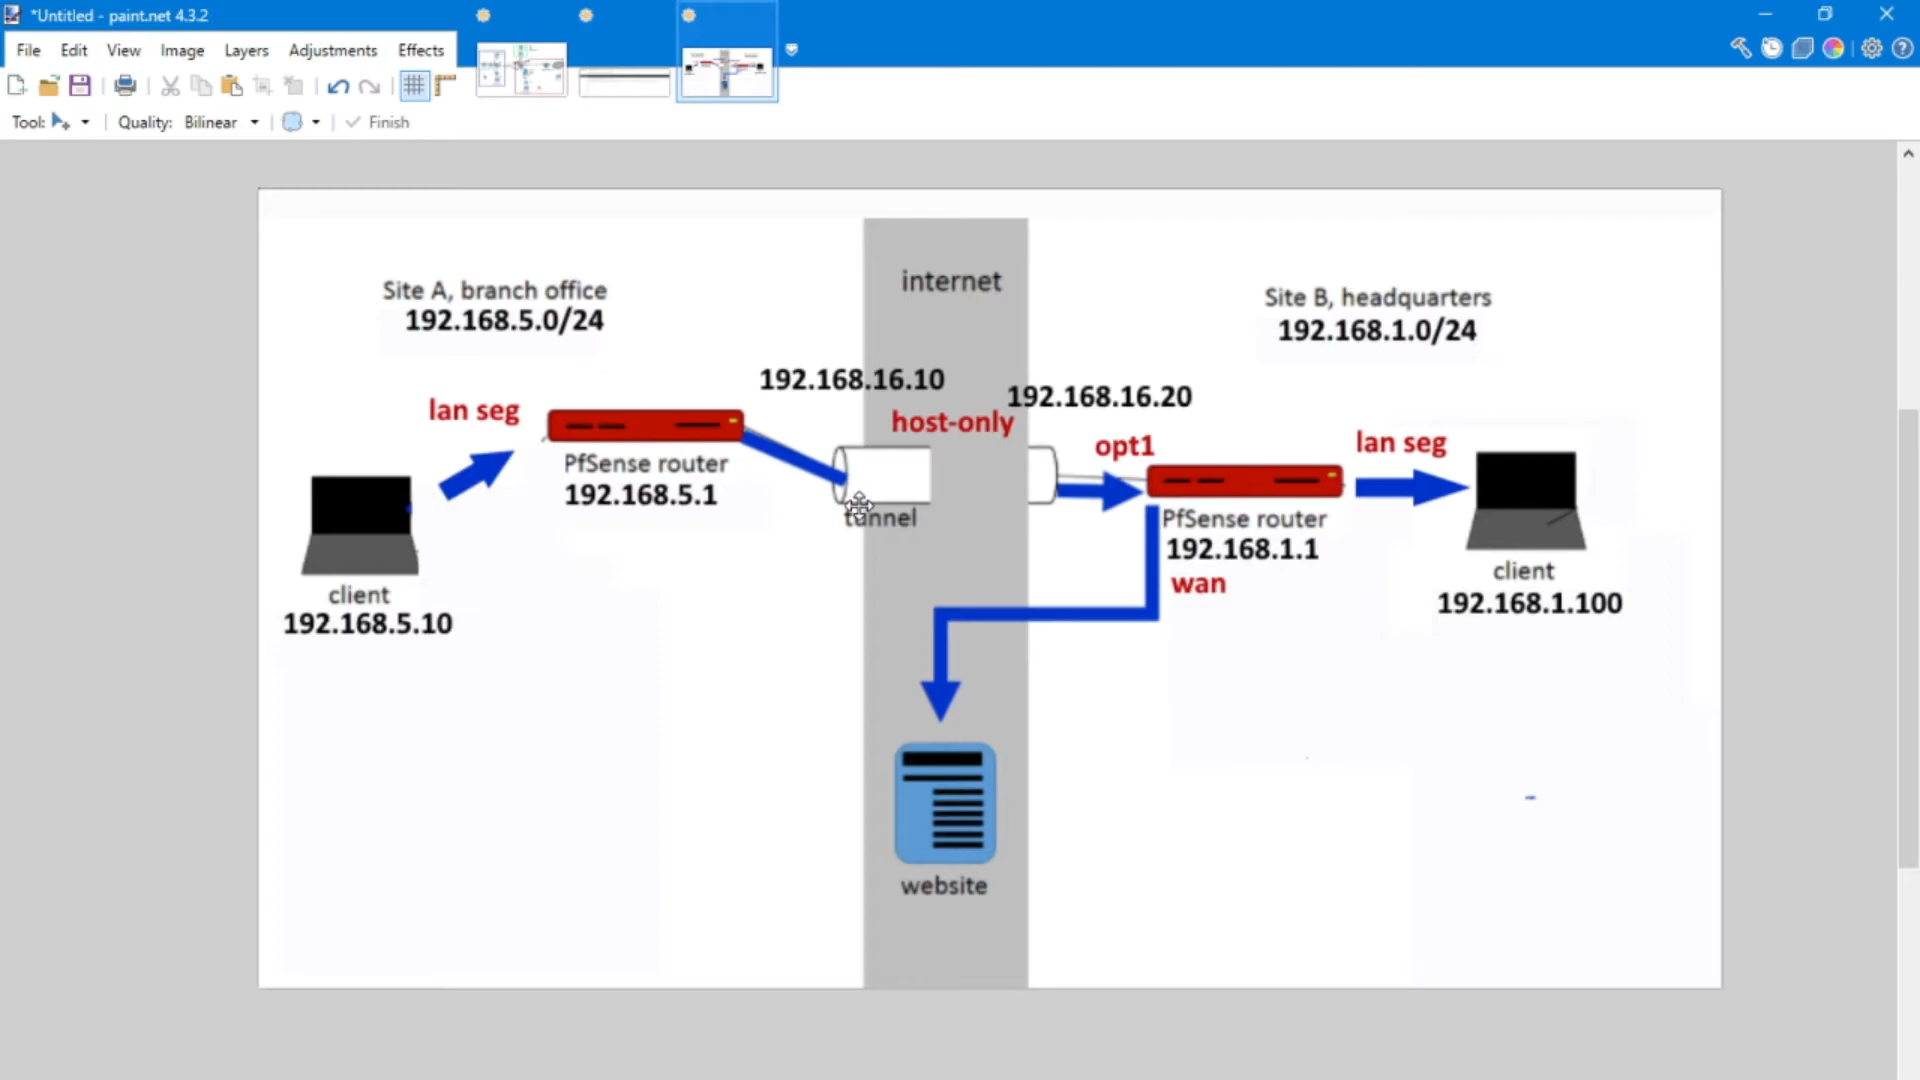 *Untitled - paint.net 4.3.2
File Edit View Image Layers Adjustments Effects
Tool: Quality: Bilinear Finish
internet
Site A, branch office
192.168.5.0/24
Site B, headquarters
192.168.1.0/24
192.168.16.10
192.168.16.20
host-only
lan seg
opt1
lan seg
PfSense router
192.168.5.1
tunnel
PfSense router
192.168.1.1
wan
client
192.168.5.10
client
192.168.1.100
website